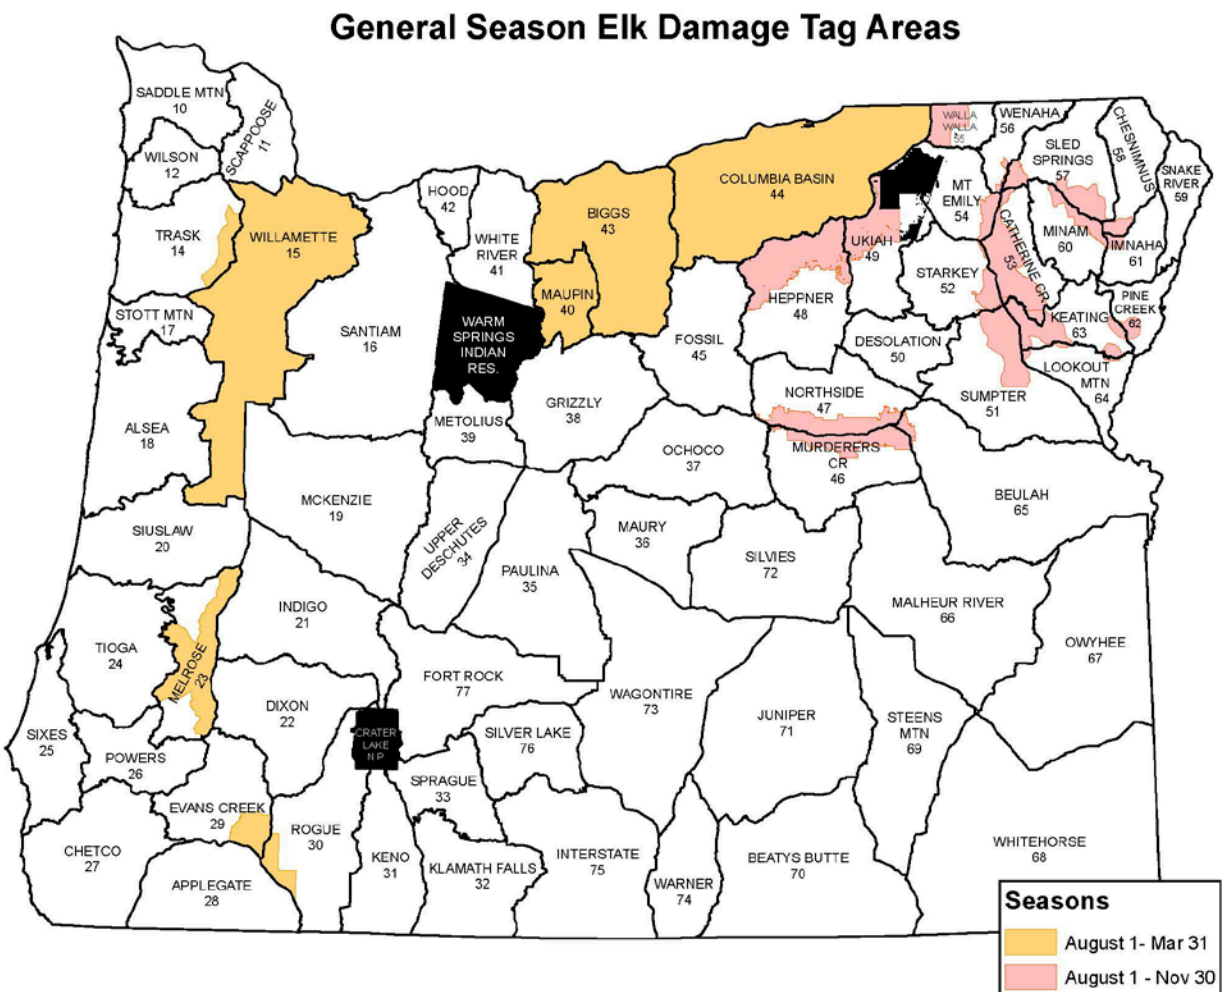 General Season Elk Damage Tag Areas
SADDLE MTN
10
SCAPPOOSE
11
WILSON
12
TRASK
14
WILLAMETTE
15
STOTT MTN
17
SANTIAM
16
ALSEA
18
HOOD
42
WHITE
RIVER
41
BIGGS
43
MAUPIN
40
COLUMBIA BASIN
44
WALLA
WALLA
55
WENAHA
56
SLED
SPRINGS
57
CHESNIMNUS
58
SNAKE
RIVER
59
MT
EMILY
54
CATHERINE CR
53
MINAM
60
IMNAHA
61
UKIAH
49
STARKEY
52
HEPPNER
48
PINE
CREEK
62
KEATING
63
LOOKOUT
MTN
64
WARM
SPRINGS
INDIAN
RES.
FOSSIL
45
DESOLATION
50
SUMPTER
51
NORTHSIDE
47
MURDERERS
CR
46
METOLIUS
39
GRIZZLY
38
OCHOCO
37
BEULAH
65
MCKENZIE
19
SIUSLAW
20
UPPER
DESCHUTES
34
PAULINA
35
MAURY
36
SILVIES
72
MALHEUR RIVER
66
OWYHEE
67
INDIGO
21
TIOGA
24
MELROSE
23
DIXON
22
FORT ROCK
77
WAGONTIRE
73
JUNIPER
71
STEENS
MTN
69
SIXES
25
POWERS
26
CRATER
LAKE
N P
SILVER LAKE
76
SPRAGUE
33
EVANS CREEK
29
ROGUE
30
CHETCO
27
APPLEGATE
28
KENO
31
KLAMATH FALLS
32
INTERSTATE
75
WARNER
74
BEATYS BUTTE
70
WHITEHORSE
68
Seasons
August 1- Mar 31
August 1 - Nov 30